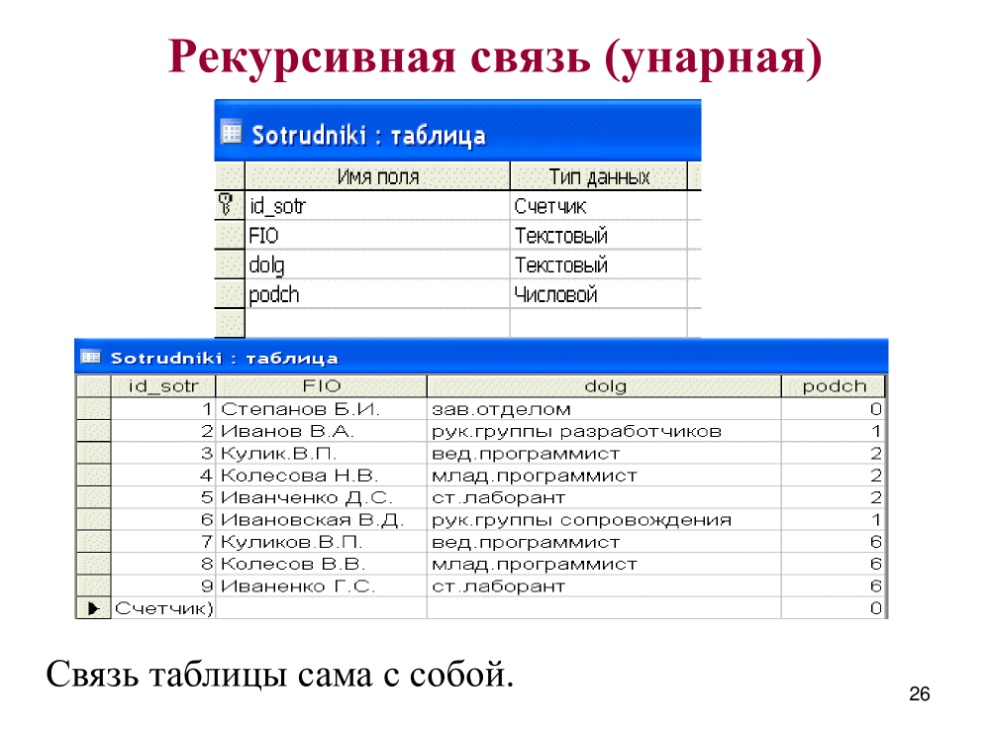 Рекурсивная связь (унарная)
Sotrudniki : таблица
Имя поля Тип данных
id_sotr Счетчик
FIO Текстовый
dolg Текстовый
podch Числовой
Sotrudniki : таблица
id_sotr FIO dolg podch
1 Степанов Б.И. зав.отделом 0
2 Иванов В.А. рук.группы разработчиков 1
3 Кулик.В.П. вед.программист 2
4 Колесова Н.В. млад.программист 2
5 Иванченко Д.С. ст.лаборант 2
6 Ивановская В.Д. рук.группы сопровождения 1
7 Куликов.В.П. вед.программист 6
8 Колесов В.В. млад.программист 6
9 Иваненко Г.С. ст.лаборант 6
Счетчик) 0
Связь таблицы сама с собой.
26